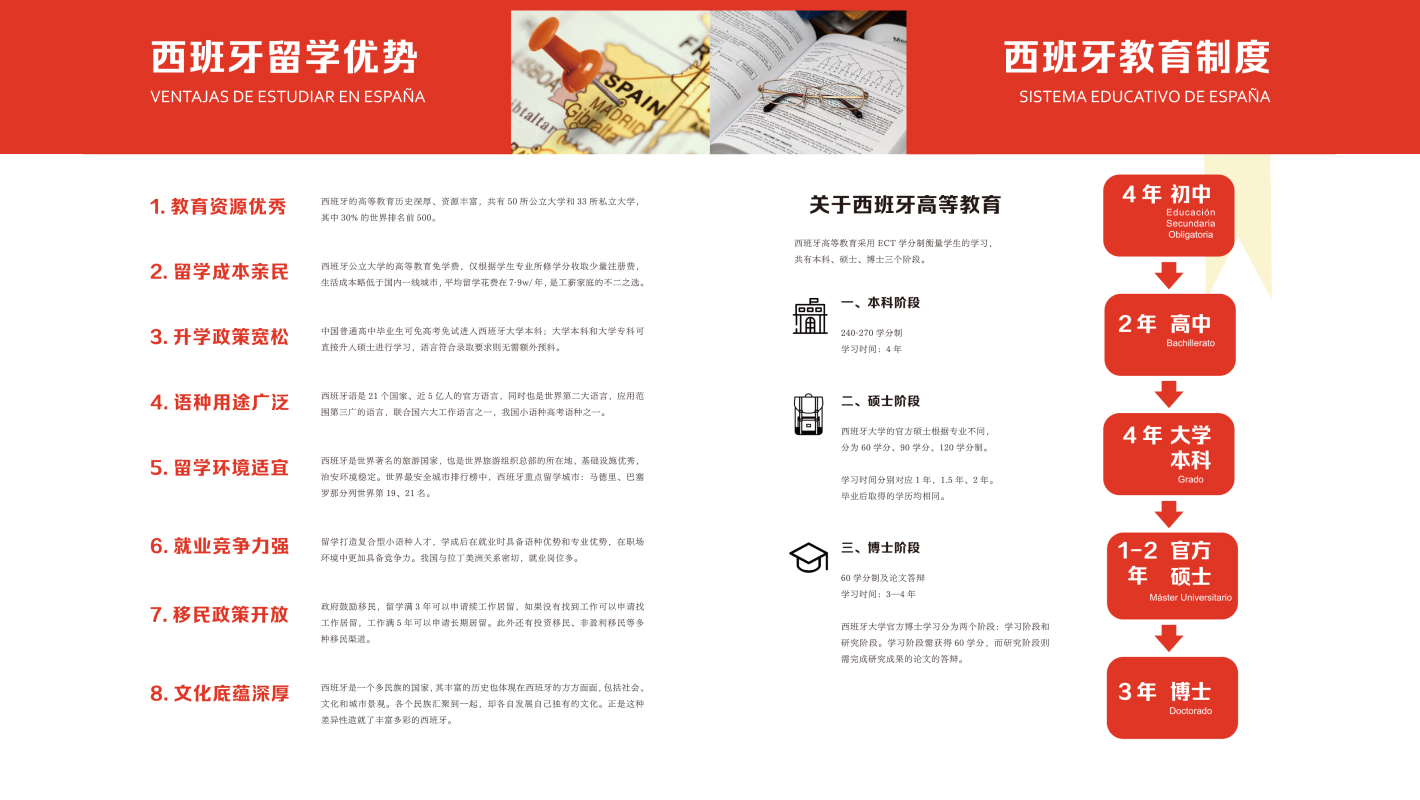 西班牙留学优势
VENTAJAS DE ESTUDIAR EN ESPAÑA
SPAIN
MADRID
Gibraltar
LISBOA
西班牙教育制度
SISTEMA EDUCATIVO DE ESPAÑA
1. 教育资源优秀
西班牙的高等教育历史深厚、资源丰富，共有 50 所公立大学和 33 所私立大学，
其中 30% 的世界排名前 500。
2. 留学成本亲民
西班牙公立大学的高等教育免学费，仅根据学生专业所修学分收取少量注册费，
生活成本略低于国内一线城市，平均留学花费在 7-9w/ 年，是工薪家庭的不二之选。
3. 升学政策宽松
中国普通高中毕业生可免高考免试进入西班牙大学本科；大学本科和大学专科可
直接升入硕士进行学习，语言符合录取要求则无需额外预科。
4. 语种用途广泛
西班牙语是 21 个国家、近 5 亿人的官方语言，同时也是世界第二大语言，应用范
围第三广的语言，联合国六大工作语言之一，我国小语种高考语种之一。
5. 留学环境适宜
西班牙是世界著名的旅游国家，也是世界旅游组织总部的所在地，基础设施优秀，
治安环境稳定。世界最安全城市排行榜中，西班牙重点留学城市：马德里、巴塞
罗那分列世界第 19、21 名。
6. 就业竞争力强
留学打造复合型小语种人才，学成后在就业时具备语种优势和专业优势，在职场
环境中更加具备竞争力。我国与拉丁美洲关系密切，就业岗位多。
7. 移民政策开放
政府鼓励移民，留学满 3 年可以申请续工作居留，如果没有找到工作可以申请找
工作居留，工作满 5 年可以申请长期居留。此外还有投资移民、非盈利移民等多
种移民渠道。
8. 文化底蕴深厚
西班牙是一个多民族的国家，其丰富的历史也体现在西班牙的方方面面，包括社会、
文化和城市景观。各个民族汇聚到一起，却各自发展自己独有的文化。正是这种
差异性造就了丰富多彩的西班牙。
关于西班牙高等教育
西班牙高等教育采用 ECT 学分制衡量学生的学习，
共有本科、硕士、博士三个阶段。
一、本科阶段
240-270 学分制
学习时间：4 年
二、硕士阶段
西班牙大学的官方硕士根据专业不同，
分为 60 学分、90 学分、120 学分制。
学习时间分别对应 1 年，1.5 年、2 年。
毕业后取得的学历均相同。
三、博士阶段
60 学分制及论文答辩
学习时间：3—4 年
西班牙大学官方博士学习分为两个阶段：学习阶段和
研究阶段。学习阶段需获得 60 学分，而研究阶段则
需完成研究成果的论文的答辩。
4 年 初中
Educación
Secundaria
Obligatoria
2 年 高中
Bachillerato
4 年 大学
本科
Grado
1-2 官方
年 硕士
Máster Universitario
3 年 博士
Doctorado